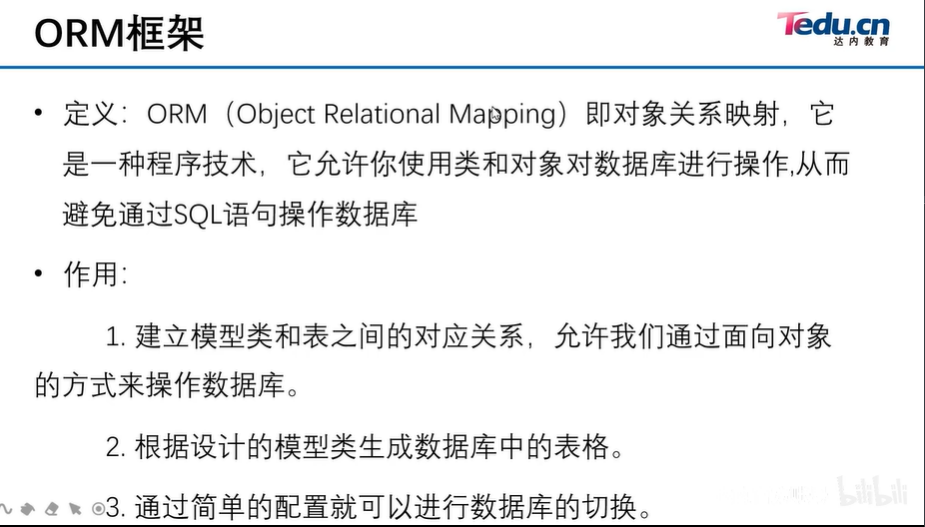 ORM框架
Tedu.cn
达内教育
• 定义：ORM（Object Relational Mapping）即对象关系映射，它
是一种程序技术，它允许你使用类和对象对数据库进行操作,从而
避免通过SQL语句操作数据库
• 作用：
1. 建立模型类和表之间的对应关系，允许我们通过面向对象
的方式来操作数据库。
2. 根据设计的模型类生成数据库中的表格。
3. 通过简单的配置就可以进行数据库的切换。
bilibili